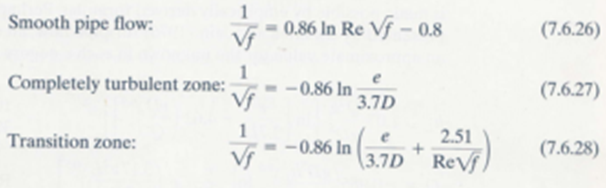 Smooth pipe flow: 1/√f = 0.86 ln Re √f − 0.8 (7.6.26)
Completely turbulent zone: 1/√f = −0.86 ln e/3.7D (7.6.27)
Transition zone: 1/√f = −0.86 ln (e/3.7D + 2.51/Re√f) (7.6.28)